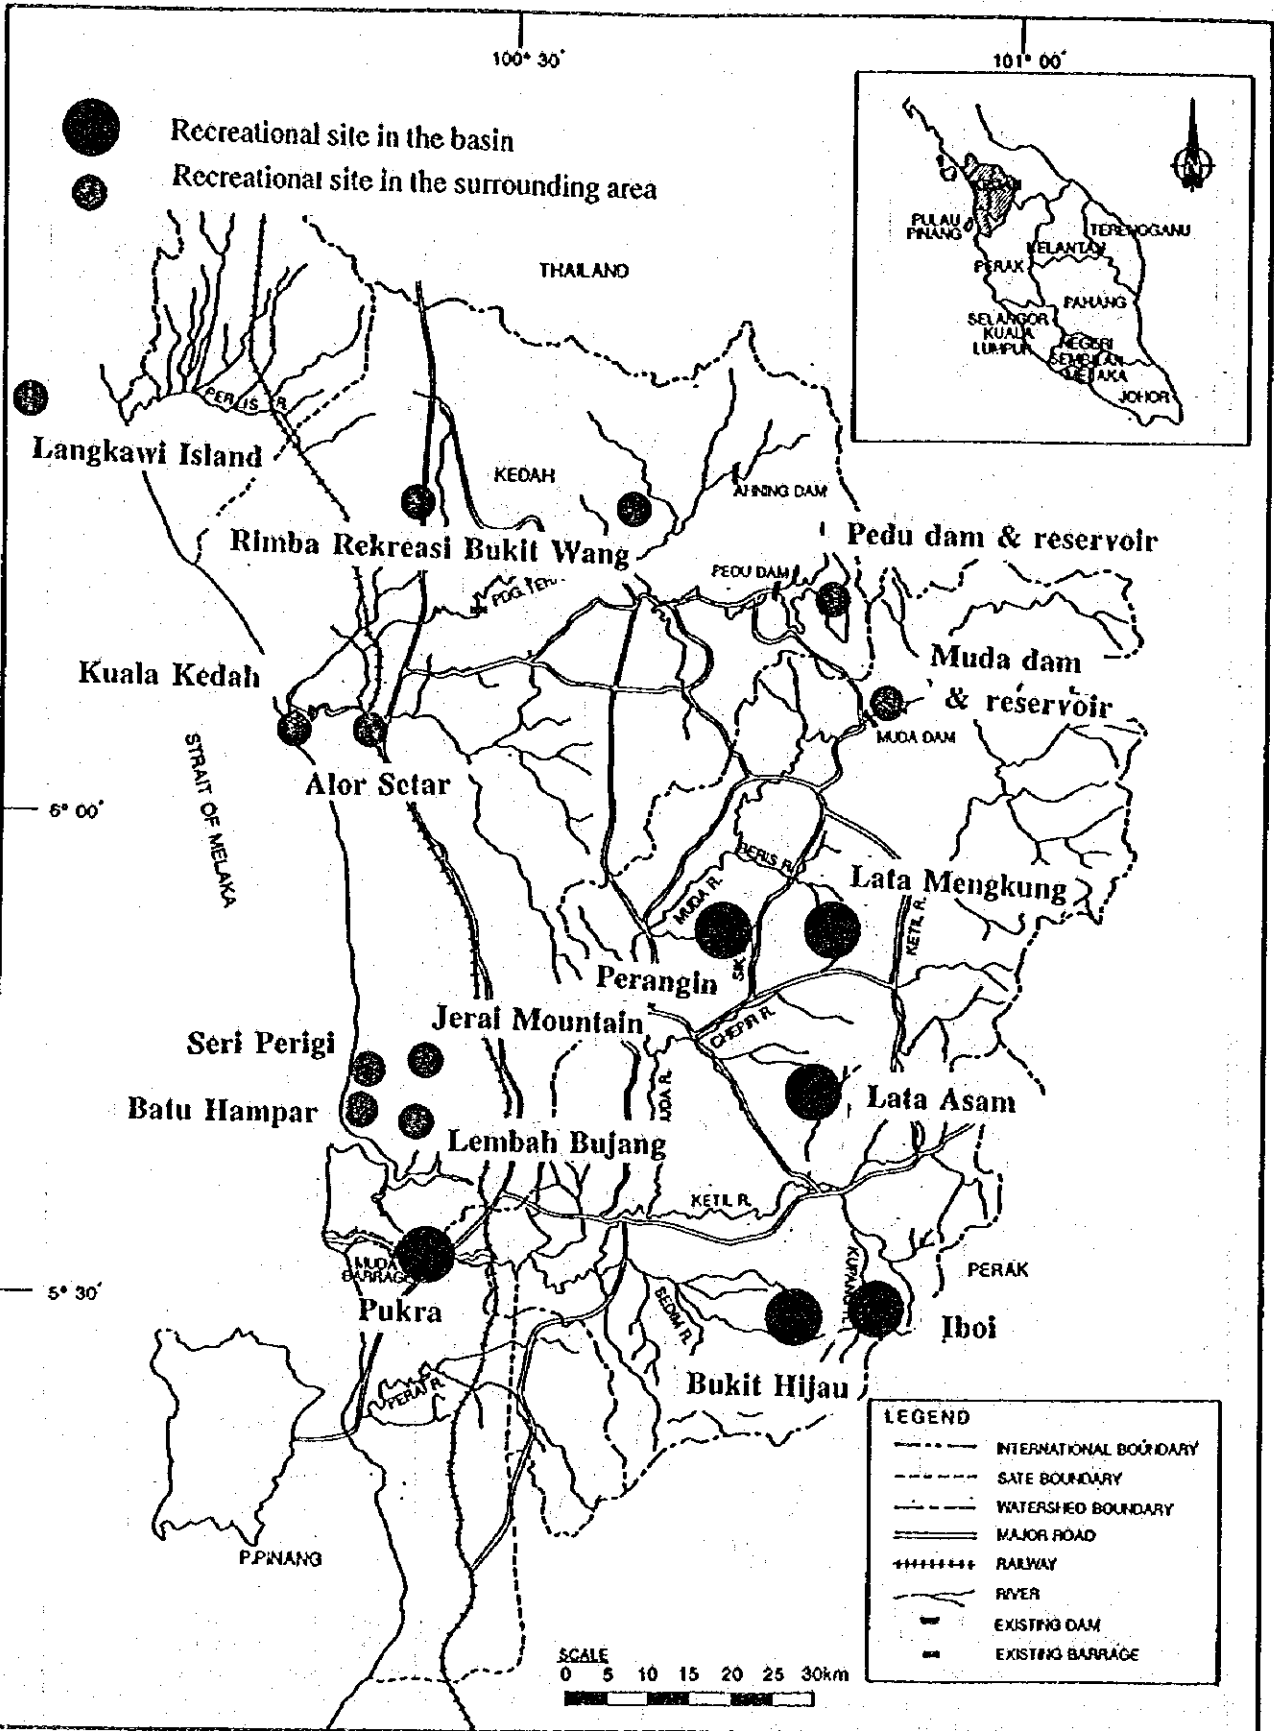 100° 30'
101° 00'
Recreational site in the basin
Recreational site in the surrounding area
KEDAH
PULAU
PINANG
TERENGGANU
KELANTAN
PERAK
PAHANG
SELANGOR
KUALA
LUMPUR
NEGERI
SEMBILAN
MELAKA
JOHOR
THAILAND
PERLIS R.
Langkawi Island
KEDAH
AHNING DAM
Rimba Rekreasi Bukit Wang
Pedu dam & reservoir
PEDU DAM
PDG. TEH
Kuala Kedah
Muda dam
& reservoir
MUDA DAM
Alor Setar
STRAIT OF MELAKA
6° 00'
BERIS R.
Lata Mengkung
MUDA R.
KETIL R.
SIK
Perangin
Jerai Mountain
CHEPIR R.
Seri Perigi
Batu Hampar
Lata Asam
Lembah Bujang
KETIL R.
MUDA
BARRAGE
KUPANG R.
PERAK
5° 30'
Pukra
SEDIM R.
Iboi
Bukit Hijau
PERAI R.
P.PINANG
LEGEND
INTERNATIONAL BOUNDARY
SATE BOUNDARY
WATERSHED BOUNDARY
MAJOR ROAD
RAILWAY
RIVER
EXISTING DAM
EXISTING BARRAGE
SCALE
0 5 10 15 20 25 30km